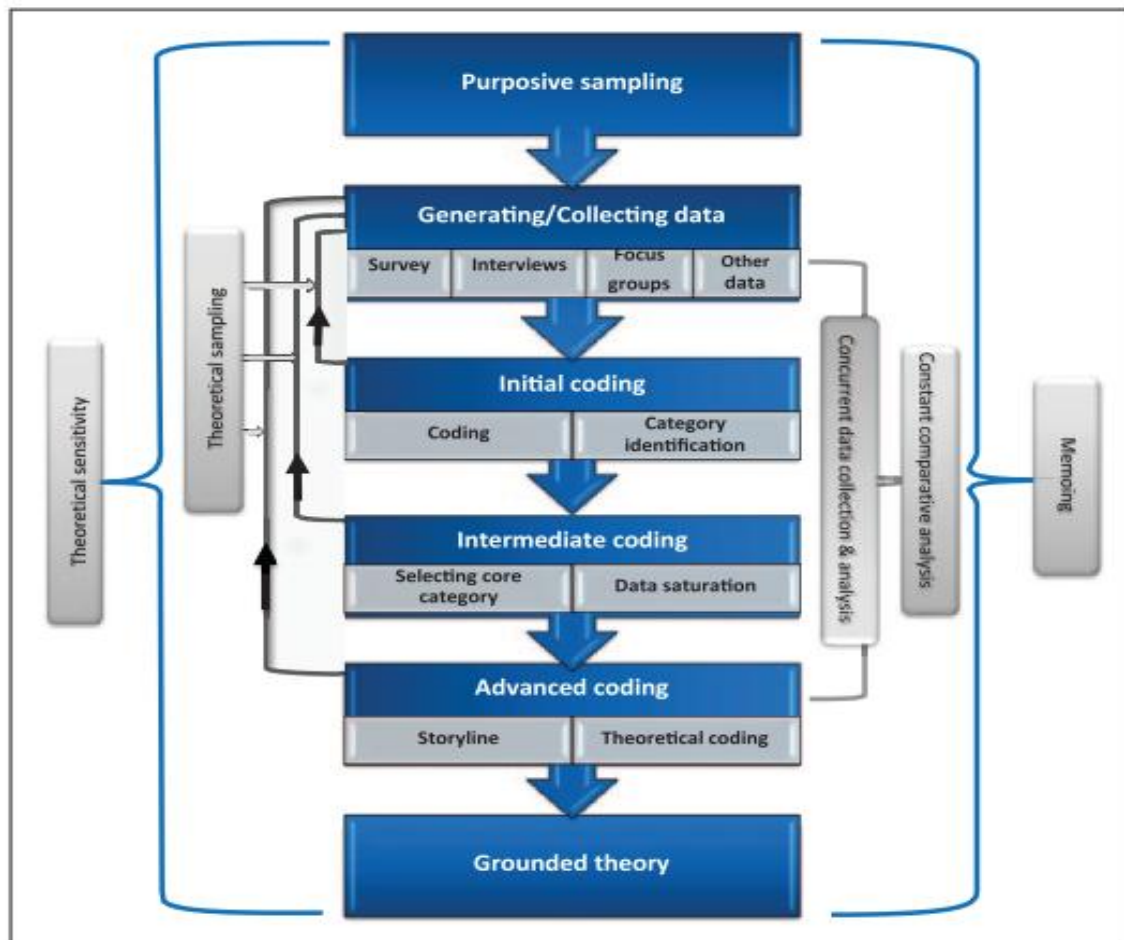 Purposive sampling
Generating/Collecting data
Survey
Interviews
Focus
groups
Other
data
Initial coding
Coding
Category
identification
Intermediate coding
Selecting core
category
Data saturation
Advanced coding
Storyline
Theoretical coding
Grounded theory
Theoretical sensitivity
Theoretical sampling
Concurrent data collection & analysis
Constant comparative analysis
Memoing